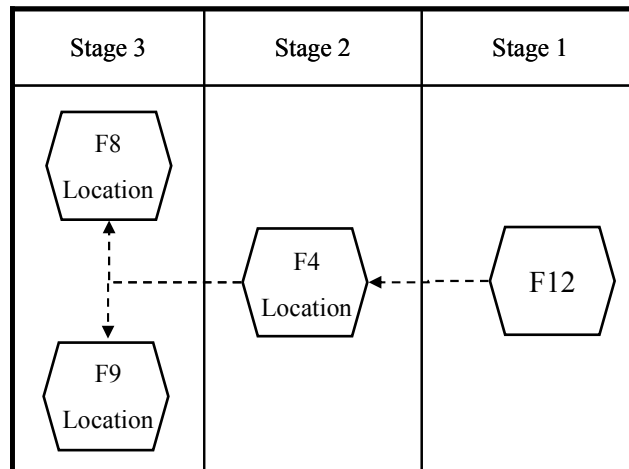 Stage 3
Stage 2
Stage 1
F8
Location
F4
Location
F12
F9
Location